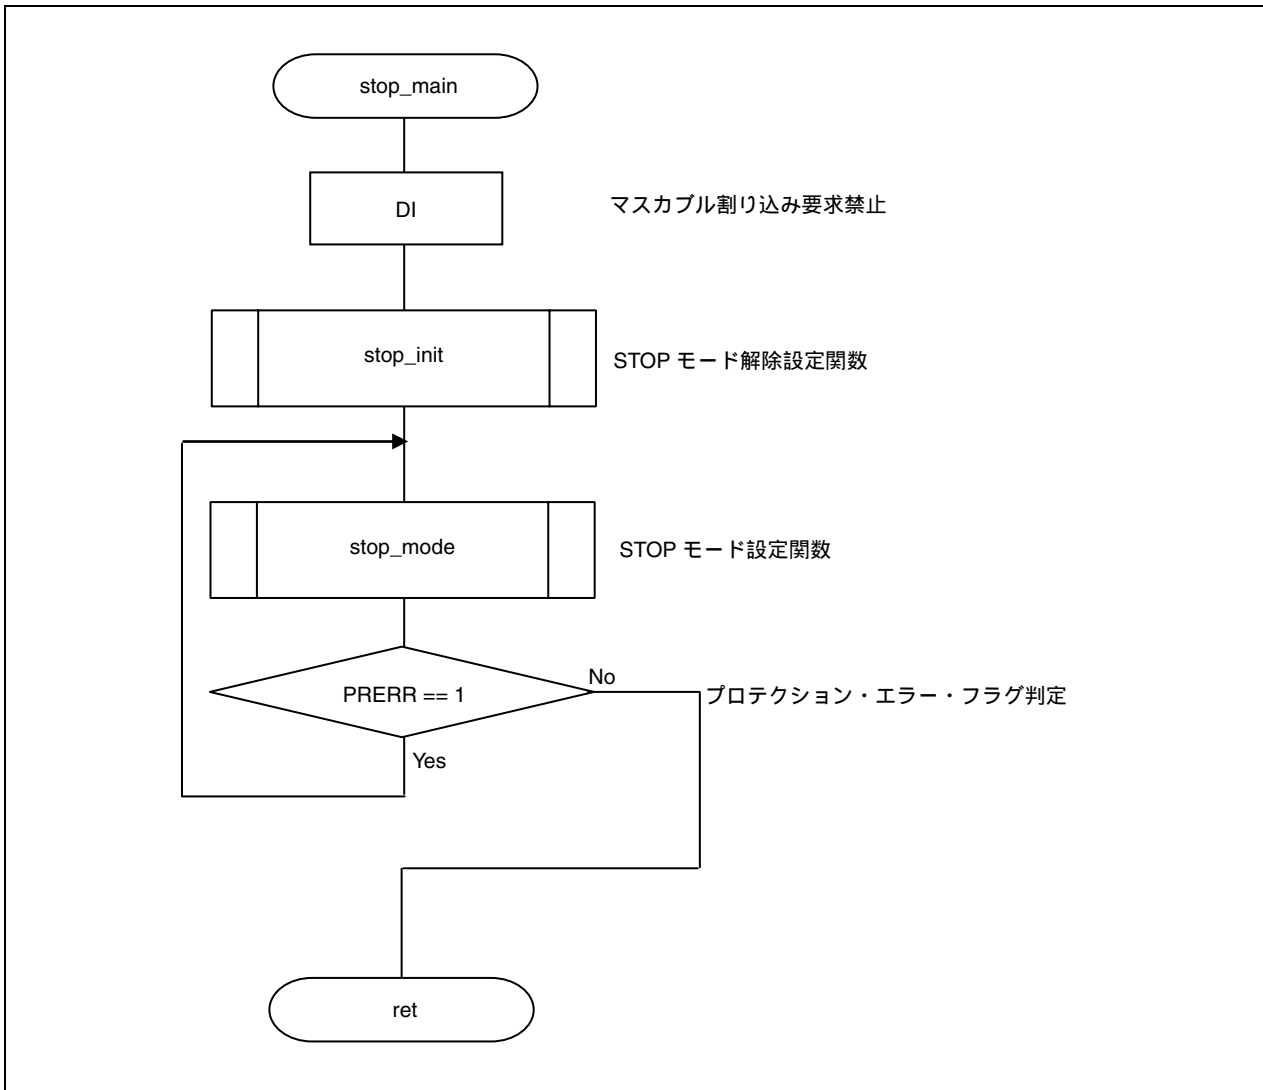 stop_main
DI
マスカブル割り込み要求禁止
stop_init
STOP モード解除設定関数
stop_mode
STOP モード設定関数
No
PRERR == 1
プロテクション・エラー・フラグ判定
Yes
ret